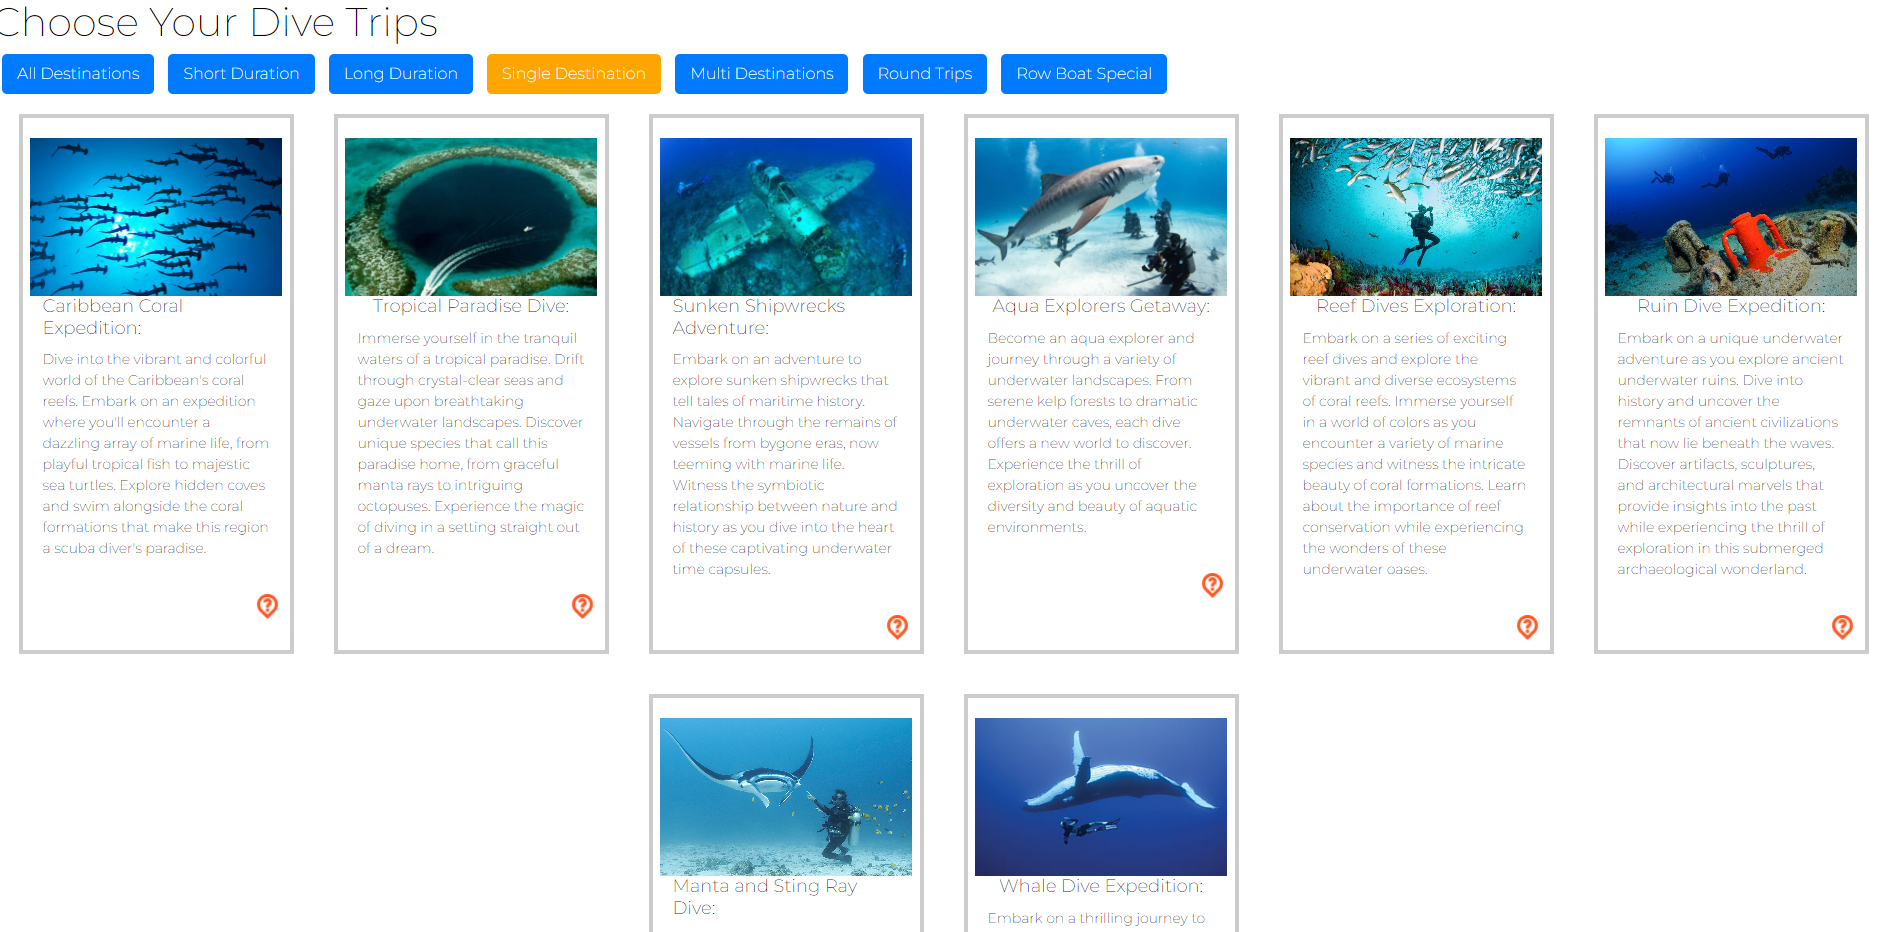 Choose Your Dive Trips
All Destinations
Short Duration
Long Duration
Single Destination
Multi Destinations
Round Trips
Row Boat Special
Caribbean Coral
Expedition:
Dive into the vibrant and colorful
world of the Caribbean's coral
reefs. Embark on an expedition
where you'll encounter a
dazzling array of marine life, from
playful tropical fish to majestic
sea turtles. Explore hidden coves
and swim alongside the coral
formations that make this region
a scuba diver's paradise.
Tropical Paradise Dive:
Immerse yourself in the tranquil
waters of a tropical paradise. Drift
through crystal-clear seas and
gaze upon breathtaking
underwater landscapes. Discover
unique species that call this
paradise home, from graceful
manta rays to intriguing
octopuses. Experience the magic
of diving in a setting straight out
of a dream.
Sunken Shipwrecks
Adventure:
Embark on an adventure to
explore sunken shipwrecks that
tell tales of maritime history.
Navigate through the remains of
vessels from bygone eras, now
teeming with marine life.
Witness the symbiotic
relationship between nature and
history as you dive into the heart
of these captivating underwater
time capsules.
Aqua Explorers Getaway:
Become an aqua explorer and
journey through a variety of
underwater landscapes. From
serene kelp forests to dramatic
underwater caves, each dive
offers a new world to discover.
Experience the thrill of
exploration as you uncover the
diversity and beauty of aquatic
environments.
Reef Dives Exploration:
Embark on a series of exciting
reef dives and explore the
vibrant and diverse ecosystems
of coral reefs. Immerse yourself
in a world of colors as you
encounter a variety of marine
species and witness the intricate
beauty of coral formations. Learn
about the importance of reef
conservation while experiencing
the wonders of these
underwater oases.
Ruin Dive Expedition:
Embark on a unique underwater
adventure as you explore ancient
underwater ruins. Dive into
history and uncover the
remnants of ancient civilizations
that now lie beneath the waves.
Discover artifacts, sculptures,
and architectural marvels that
provide insights into the past
while experiencing the thrill of
exploration in this submerged
archaeological wonderland.
Manta and Sting Ray
Dive:
Whale Dive Expedition:
Embark on a thrilling journey to